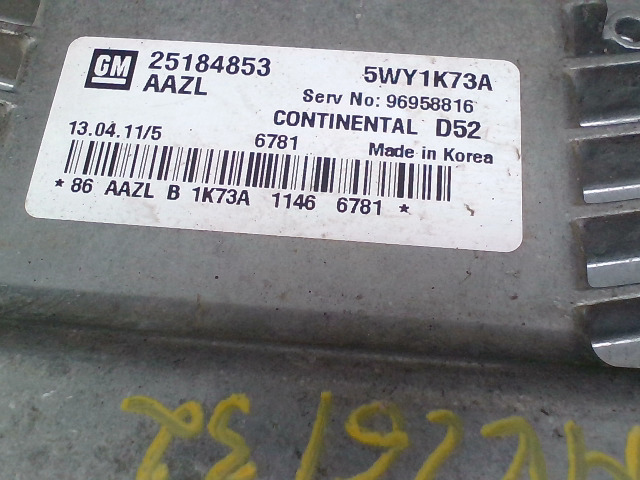 GM 25184853 5WY1K73A
AAZL Serv No: 96958816
CONTINENTAL D52
13.04.11/5 6781 Made in Korea
* 86 AAZL B 1K73A 1146 6781 *